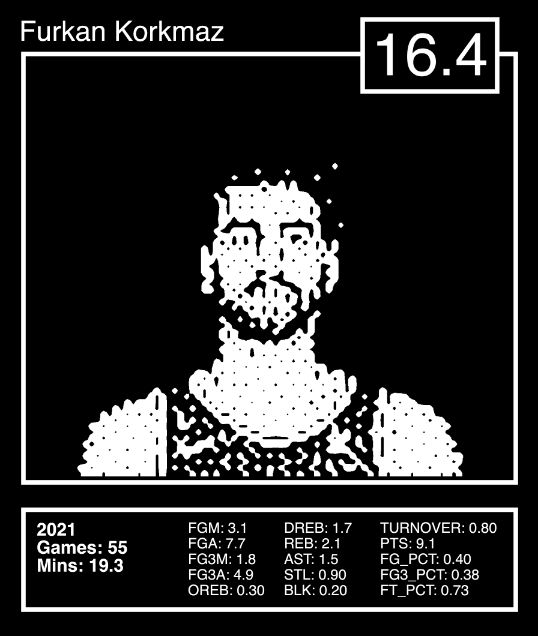 Furkan Korkmaz
16.4
2021
Games: 55
Mins: 19.3
FGM: 3.1
FGA: 7.7
FG3M: 1.8
FG3A: 4.9
OREB: 0.30
DREB: 1.7
REB: 2.1
AST: 1.5
STL: 0.90
BLK: 0.20
TURNOVER: 0.80
PTS: 9.1
FG_PCT: 0.40
FG3_PCT: 0.38
FT_PCT: 0.73